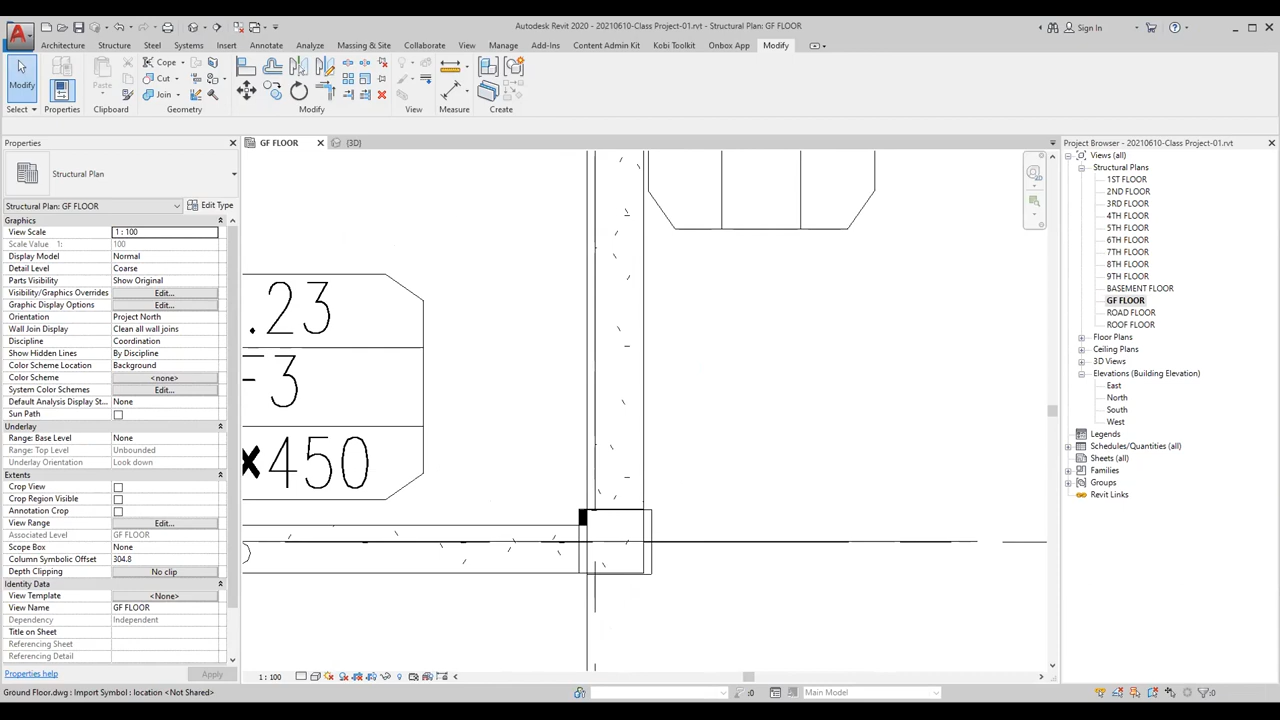 Autodesk Revit 2020 - 20210610-Class Project-01.rvt - Structural Plan: GF FLOOR
Sign In
Architecture Structure Steel Systems Insert Annotate Analyze Massing & Site Collaborate View Manage Add-Ins Content Admin Kit Kobi Toolkit Onbox App Modify
Modify
Paste
Cope
Cut
Join
Select Properties Clipboard Geometry Modify View Measure Create
Properties
GF FLOOR
{3D}
Project Browser - 20210610-Class Project-01.rvt
Structural Plan
Structural Plan: GF FLOOR
Edit Type
Graphics
View Scale 1 : 100
Scale Value 1: 100
Display Model Normal
Detail Level Coarse
Parts Visibility Show Original
Visibility/Graphics Overrides Edit...
Graphic Display Options Edit...
Orientation Project North
Wall Join Display Clean all wall joins
Discipline Coordination
Show Hidden Lines By Discipline
Color Scheme Location Background
Color Scheme <none>
System Color Schemes Edit...
Default Analysis Display St... None
Sun Path
Underlay
Range: Base Level None
Range: Top Level Unbounded
Underlay Orientation Look down
Extents
Crop View
Crop Region Visible
Annotation Crop
View Range Edit...
Associated Level GF FLOOR
Scope Box None
Column Symbolic Offset 304.8
Depth Clipping No clip
Identity Data
View Template <None>
View Name GF FLOOR
Dependency Independent
Title on Sheet
Referencing Sheet
Referencing Detail
Properties help
Apply
.23
-3
x450
Views (all)
Structural Plans
1ST FLOOR
2ND FLOOR
3RD FLOOR
4TH FLOOR
5TH FLOOR
6TH FLOOR
7TH FLOOR
8TH FLOOR
9TH FLOOR
BASEMENT FLOOR
GF FLOOR
ROAD FLOOR
ROOF FLOOR
Floor Plans
Ceiling Plans
3D Views
Elevations (Building Elevation)
East
North
South
West
Legends
Schedules/Quantities (all)
Sheets (all)
Families
Groups
Revit Links
1 : 100
Ground Floor.dwg : Import Symbol : location <Not Shared>
:0
Main Model
:0